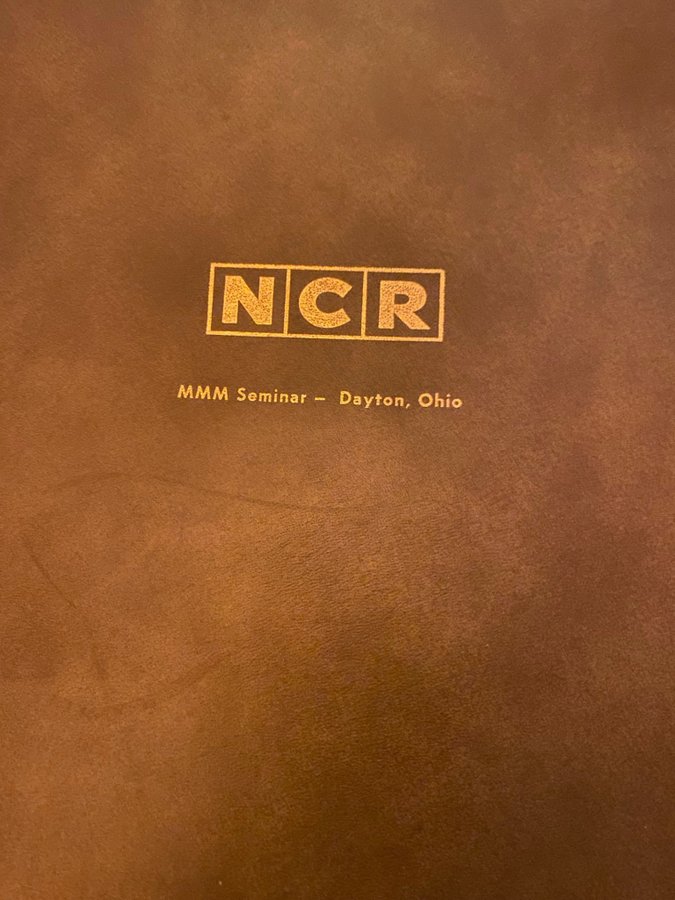 NCR
MMM Seminar – Dayton, Ohio